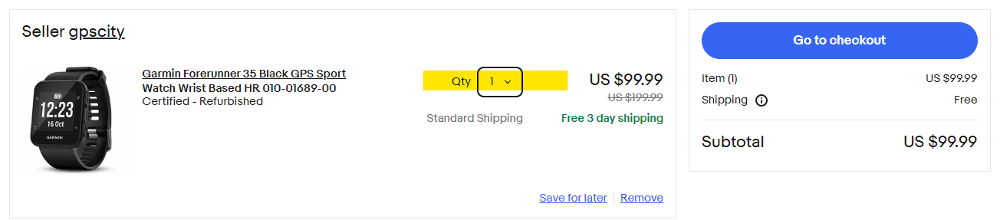 Seller gpscity
12:23
16 Oct
GARMIN
Garmin Forerunner 35 Black GPS Sport
Watch Wrist Based HR 010-01689-00
Certified - Refurbished
Qty 1
US $99.99
US $199.99
Standard Shipping
Free 3 day shipping
Save for later
Remove
Go to checkout
Item (1) US $99.99
Shipping Free
Subtotal US $99.99